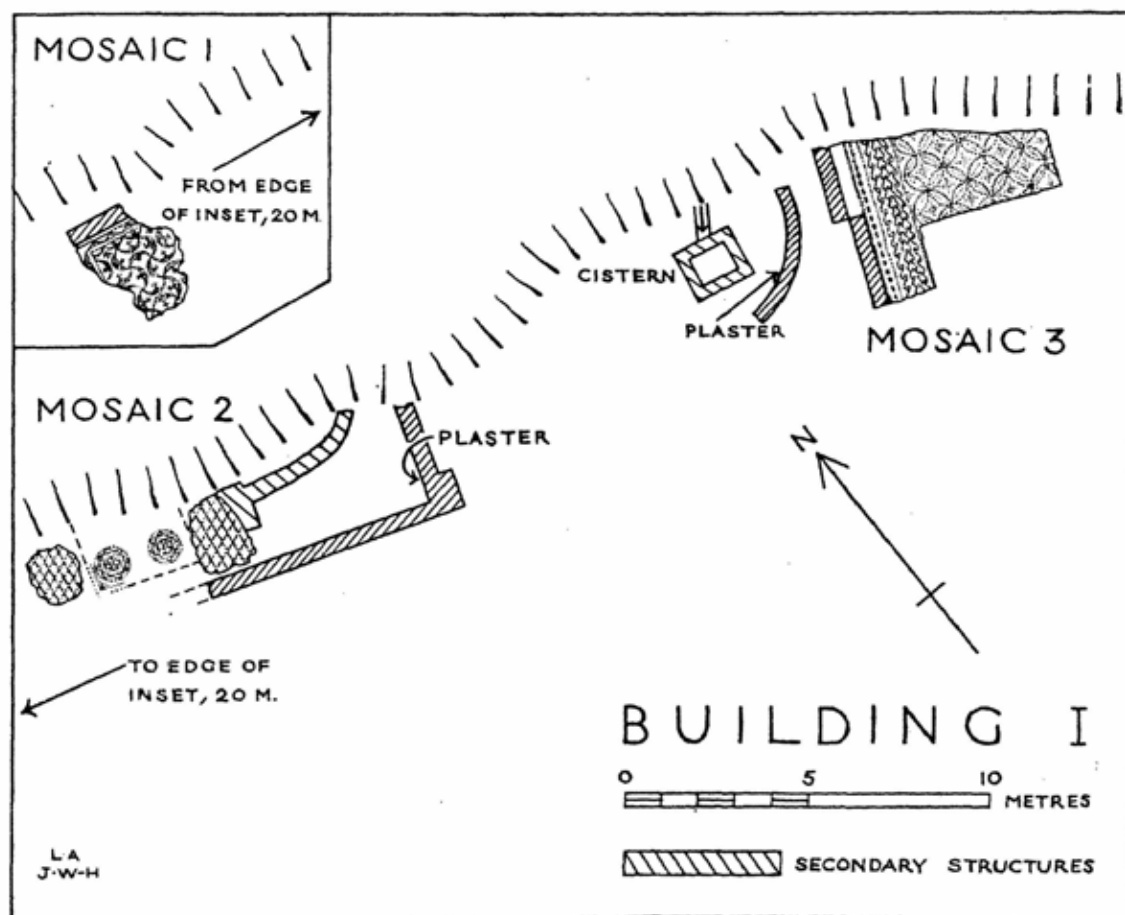 MOSAIC 1
FROM EDGE
OF INSET, 20 M.
CISTERN
PLASTER
MOSAIC 3
MOSAIC 2
PLASTER
N
TO EDGE OF
INSET, 20 M.
BUILDING I
0 5 10
METRES
SECONDARY STRUCTURES
L.A
J-W-H